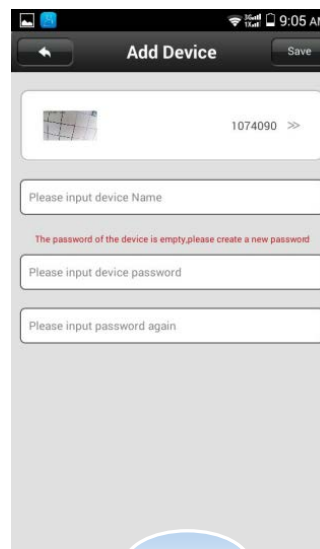 9:05 AM
Add Device
Save
1074090 >>
Please input device Name
The password of the device is empty,please create a new password
Please input device password
Please input password again